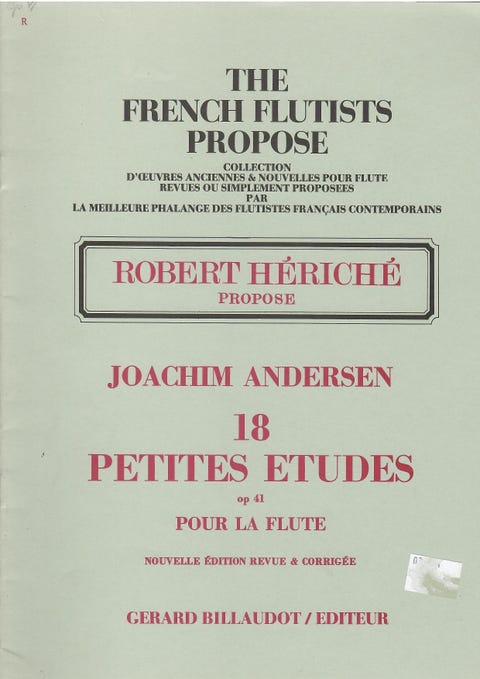 R
THE
FRENCH FLUTISTS
PROPOSE
COLLECTION
D'ŒUVRES ANCIENNES & NOUVELLES POUR FLUTE
REVUES OU SIMPLEMENT PROPOSEES
PAR
LA MEILLEURE PHALANGE DES FLUTISTES FRANÇAIS CONTEMPORAINS
ROBERT HÉRICHÉ
PROPOSE
JOACHIM ANDERSEN
18
PETITES ETUDES
op 41
POUR LA FLUTE
NOUVELLE ÉDITION REVUE & CORRIGÉE
GERARD BILLAUDOT / EDITEUR